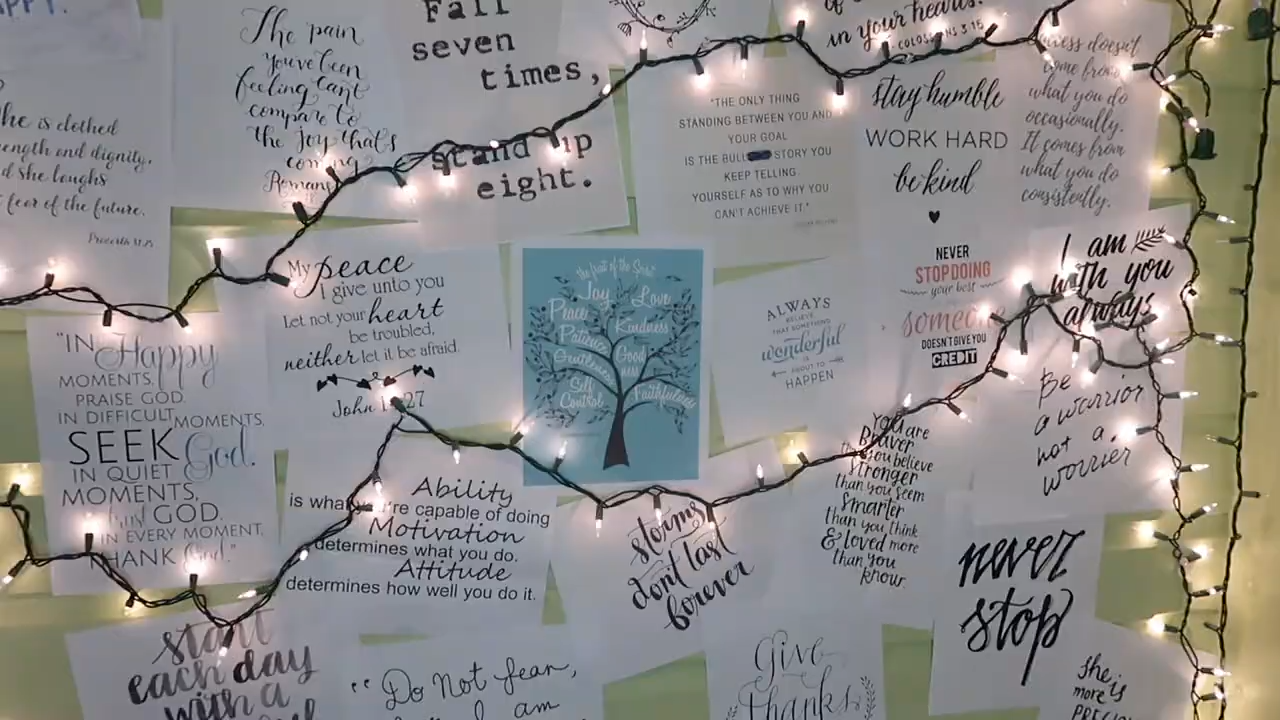 The pain
you've been
feeling can't
compare to
the joy that's
coming
Romans
Fall
seven
times,
stand up
eight.
in your hearts.
COLOSSIANS 3:15
he is clothed
ength and dignity,
d she laughs
t fear of the future.
Proverbs 31:25
"THE ONLY THING
STANDING BETWEEN YOU AND
YOUR GOAL
IS THE BULL STORY YOU
KEEP TELLING
YOURSELF AS TO WHY YOU
CAN'T ACHIEVE IT."
stay humble
WORK HARD
be kind
doesn't
come from
what you do
occasionally.
It comes from
what you do
consistently.
My peace
I give unto you
Let not your heart
be troubled,
neither let it be afraid.
John 27
the fruit of the Spirit
Joy Love
Peace
Kindness
Patience
Gentleness
Good
Self
Control
Faithfulness
ALWAYS
BELIEVE
THAT SOMETHING
wonderful
IS
ABOUT TO
HAPPEN
NEVER
STOP DOING
your best
someone
DOESN'T GIVE YOU
CREDIT
I am
with you
always
"IN Happy
MOMENTS,
PRAISE GOD.
IN DIFFICULT MOMENTS,
SEEK God.
IN QUIET
MOMENTS,
GOD.
IN EVERY MOMENT,
THANK God."
Ability
is what you're capable of doing
Motivation
determines what you do.
Attitude
determines how well you do it.
storms
don't last
forever
You are
Braver
than you believe
Stronger
than you seem
Smarter
than you think
& loved more
than you
know.
Be
a warrior
not a
worrier
never
stop
start
each day
with a
"Do Not fear,
I am
Give
Thanks
she is
more
PRECIOUS